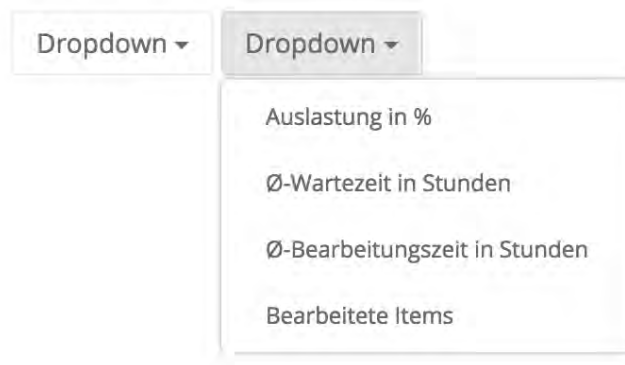 Dropdown Dropdown
Auslastung in %
Ø-Wartezeit in Stunden
Ø-Bearbeitungszeit in Stunden
Bearbeitete Items